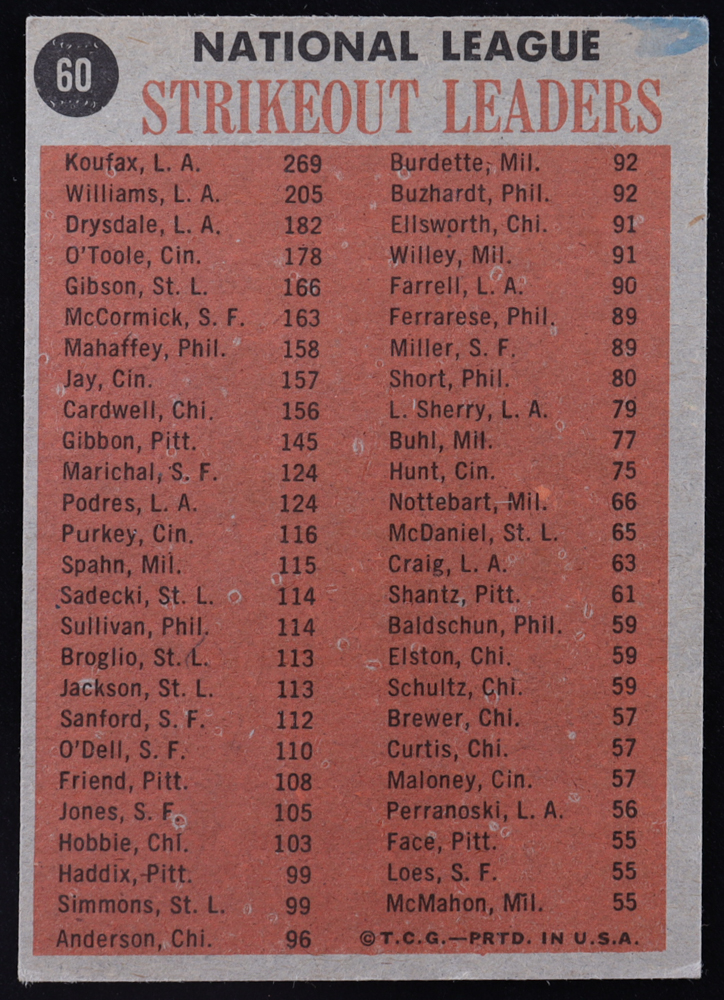 60
NATIONAL LEAGUE
STRIKEOUT LEADERS
Koufax, L. A. 269
Williams, L. A. 205
Drysdale, L. A. 182
O'Toole, Cin. 178
Gibson, St. L. 166
McCormick, S. F. 163
Mahaffey, Phil. 158
Jay, Cin. 157
Cardwell, Chi. 156
Gibbon, Pitt. 145
Marichal, S. F. 124
Podres, L. A. 124
Purkey, Cin. 116
Spahn, Mil. 115
Sadecki, St. L. 114
Sullivan, Phil. 114
Broglio, St. L. 113
Jackson, St. L. 113
Sanford, S. F. 112
O'Dell, S. F. 110
Friend, Pitt. 108
Jones, S. F. 105
Hobbie, Chi. 103
Haddix, Pitt. 99
Simmons, St. L. 99
Anderson, Chi. 96
Burdette, Mil. 92
Buzhardt, Phil. 92
Ellsworth, Chi. 91
Willey, Mil. 91
Farrell, L. A. 90
Ferrarese, Phil. 89
Miller, S. F. 89
Short, Phil. 80
L. Sherry, L. A. 79
Buhl, Mil. 77
Hunt, Cin. 75
Nottebart, Mil. 66
McDaniel, St. L. 65
Craig, L. A. 63
Shantz, Pitt. 61
Baldschun, Phil. 59
Elston, Chi. 59
Schultz, Chi. 59
Brewer, Chi. 57
Curtis, Chi. 57
Maloney, Cin. 57
Perranoski, L. A. 56
Face, Pitt. 55
Loes, S. F. 55
McMahon, Mil. 55
©T.C.G.—PRTD. IN U.S.A.